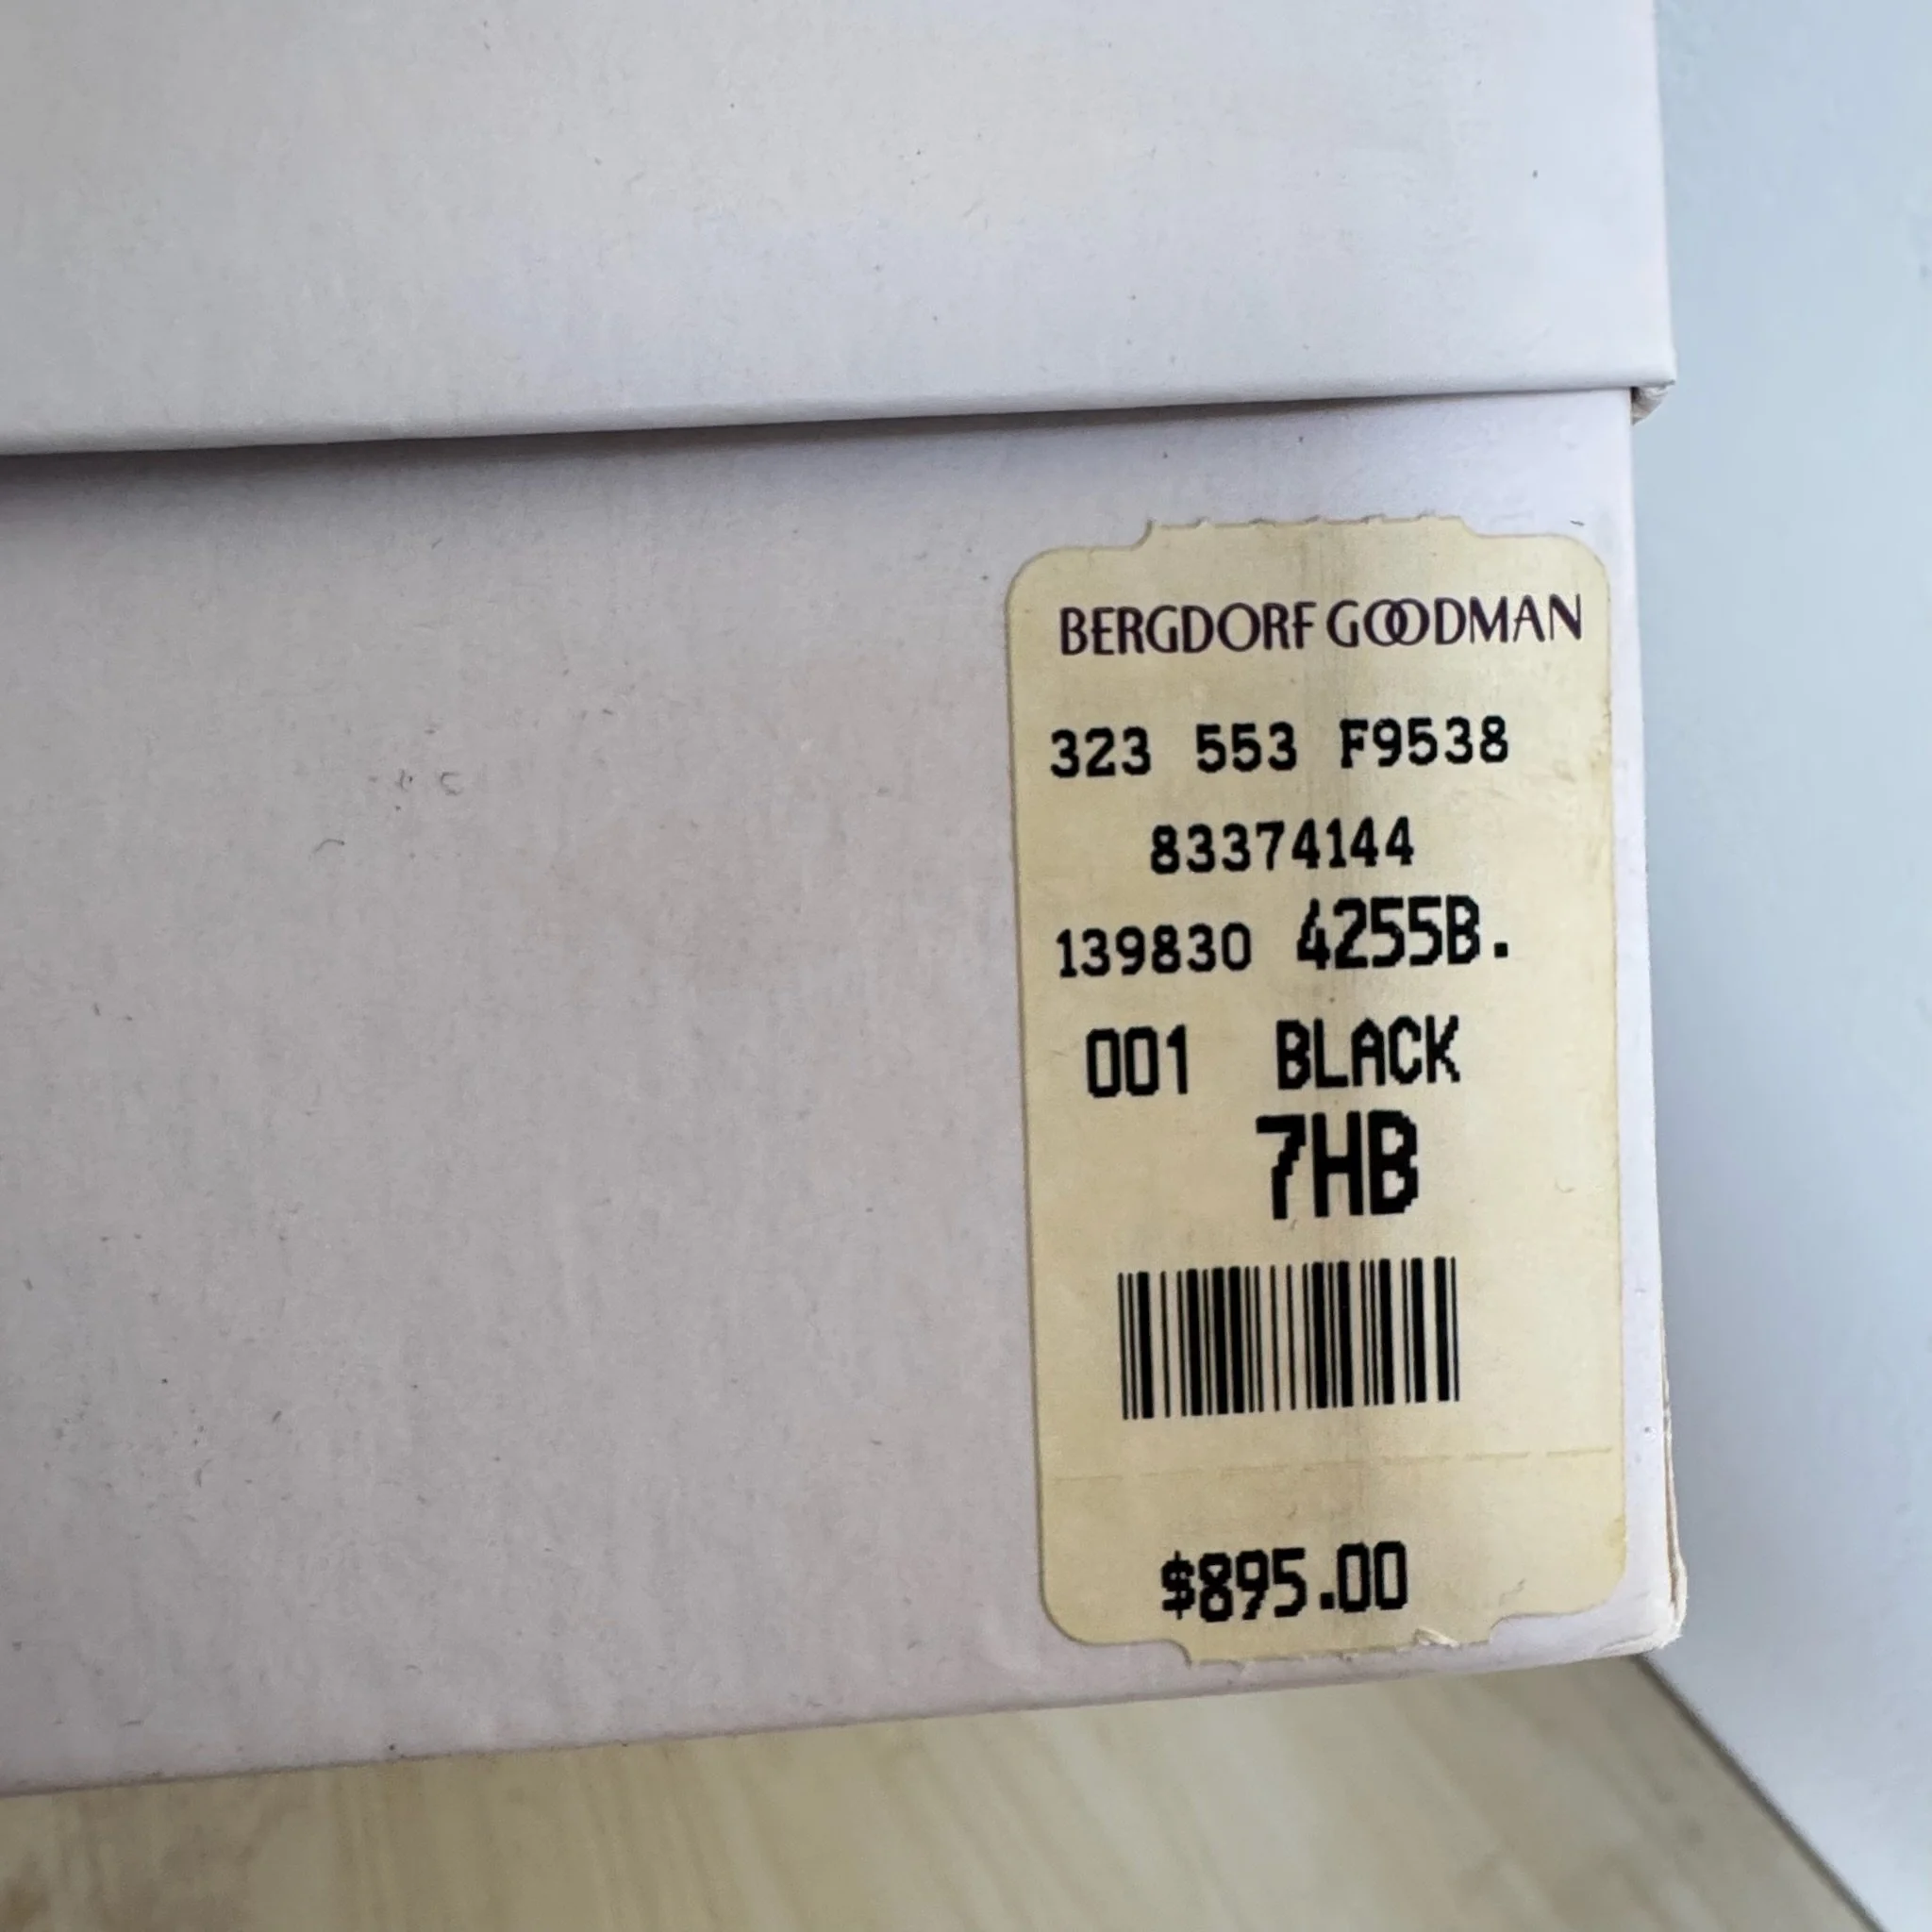 BERGDORF GOODMAN
323 553 F9538
83374144
139830 4255B.
001 BLACK
7HB
$895.00